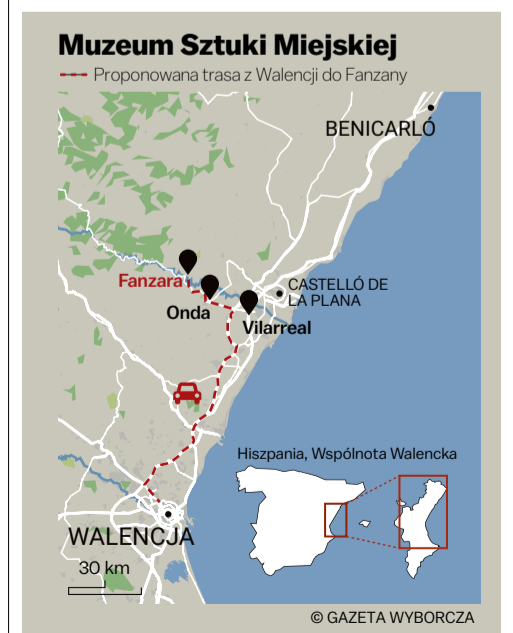 Muzeum Sztuki Miejskiej
Proponowana trasa z Walencji do Fanzany
BENICARLÓ
Fanzara
CASTELLÓ DE
LA PLANA
Onda
Vilarreal
Hiszpania, Wspólnota Walencka
WALENCJA
30 km
© GAZETA WYBORCZA